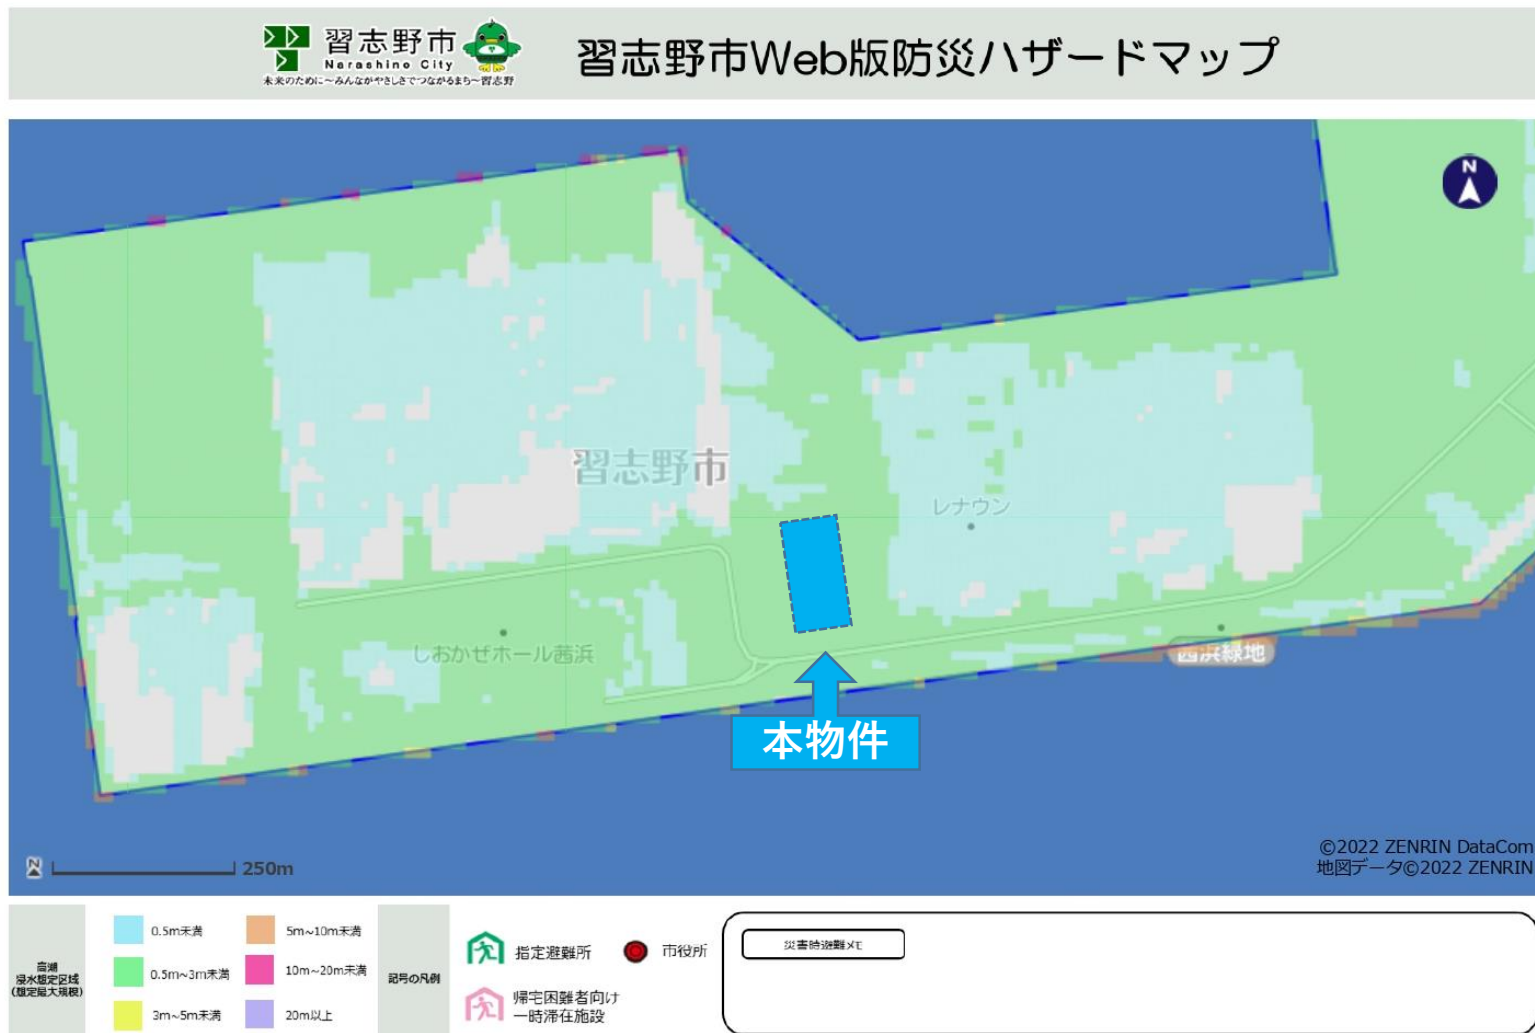 習志野市
Narashino City
未来のために～みんながやさしさでつながるまち～習志野
習志野市Web版防災ハザードマップ
N
習志野市
レナウン
しおかぜホール茜浜
茜浜緑地
本物件
N
250m
©2022 ZENRIN DataCom
地図データ©2022 ZENRIN
高潮
浸水想定区域
(想定最大規模)
0.5m未満
0.5m~3m未満
3m~5m未満
5m~10m未満
10m~20m未満
20m以上
記号の凡例
指定避難所
市役所
帰宅困難者向け
一時滞在施設
災害時避難メモ